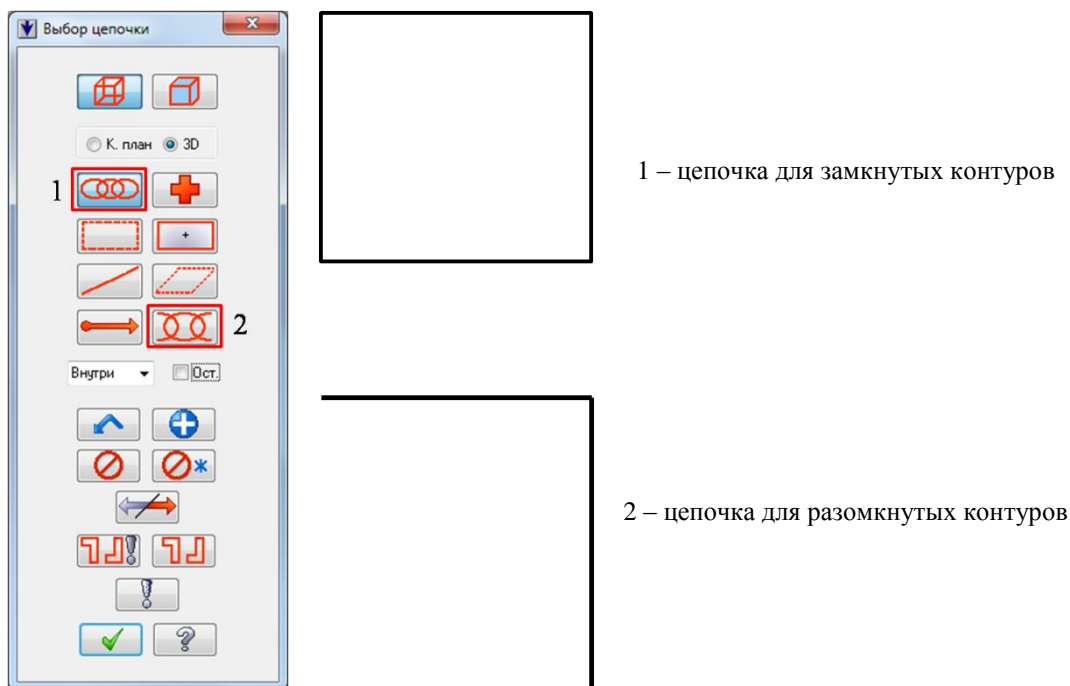 Выбор цепочки
К. план 3D
1
2
Внутри Ост.
1 – цепочка для замкнутых контуров
2 – цепочка для разомкнутых контуров